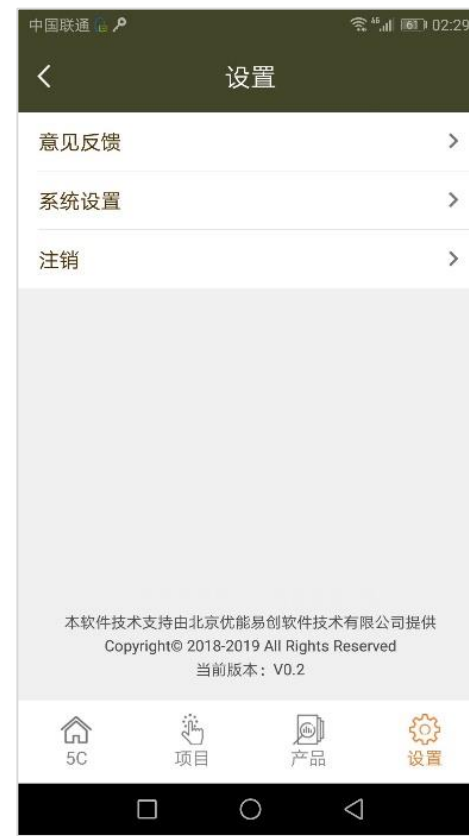 中国联通 46 61 02:29
设置
意见反馈
系统设置
注销
本软件技术支持由北京优能易创软件技术有限公司提供
Copyright© 2018-2019 All Rights Reserved
当前版本：V0.2
5C 项目 产品 设置